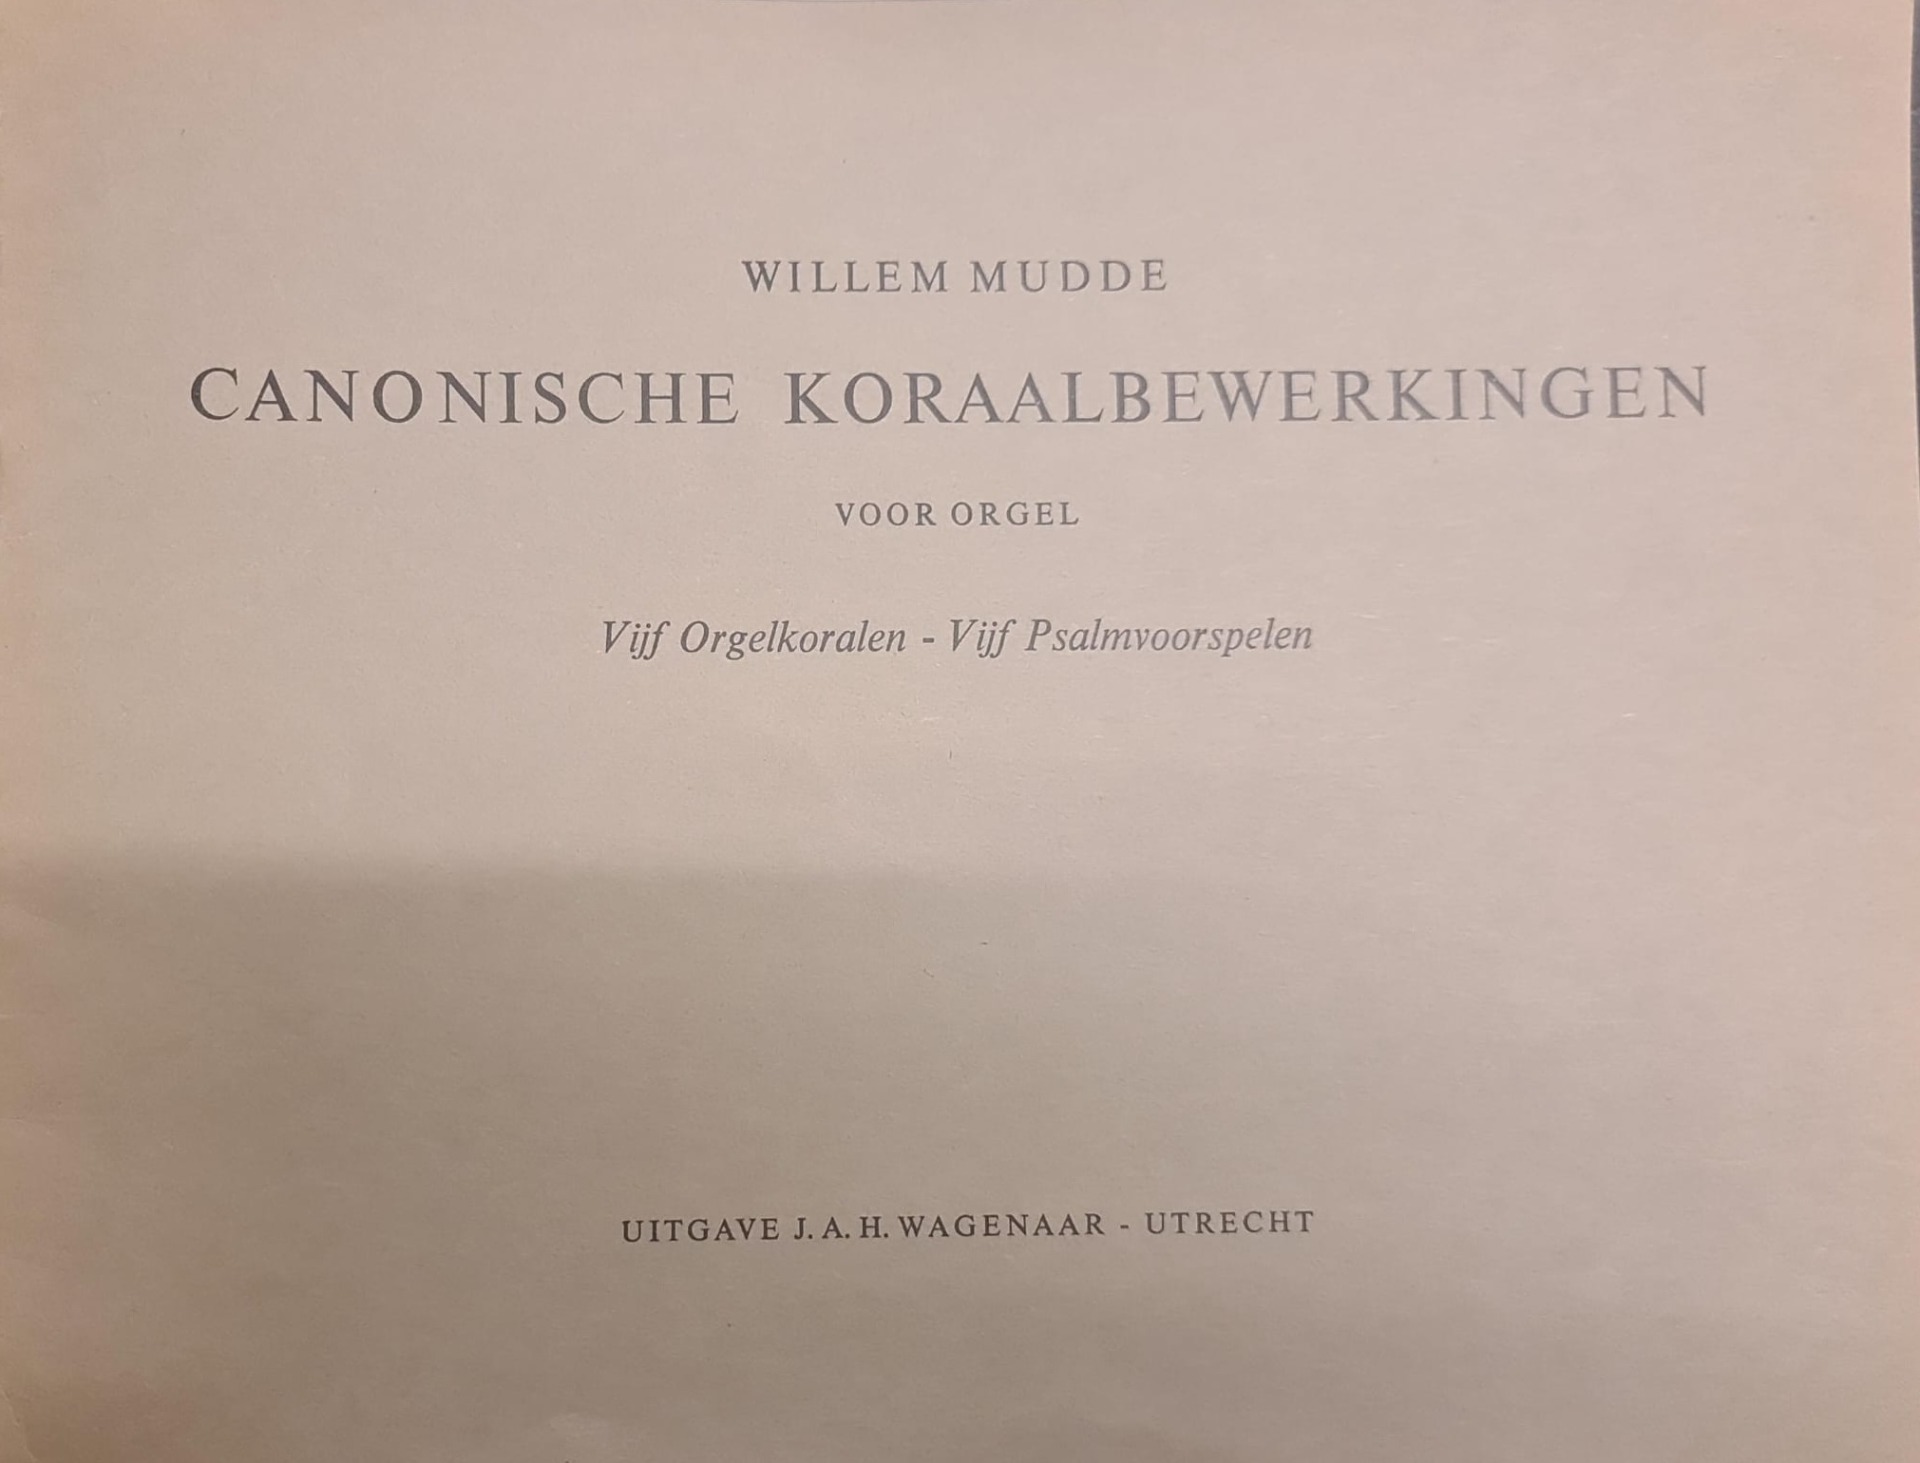 WILLEM MUDDE
CANONISCHE KORAALBEWERKINGEN
VOOR ORGEL
Vijf Orgelkoralen - Vijf Psalmvoorspelen
UITGAVE J. A. H. WAGENAAR - UTRECHT